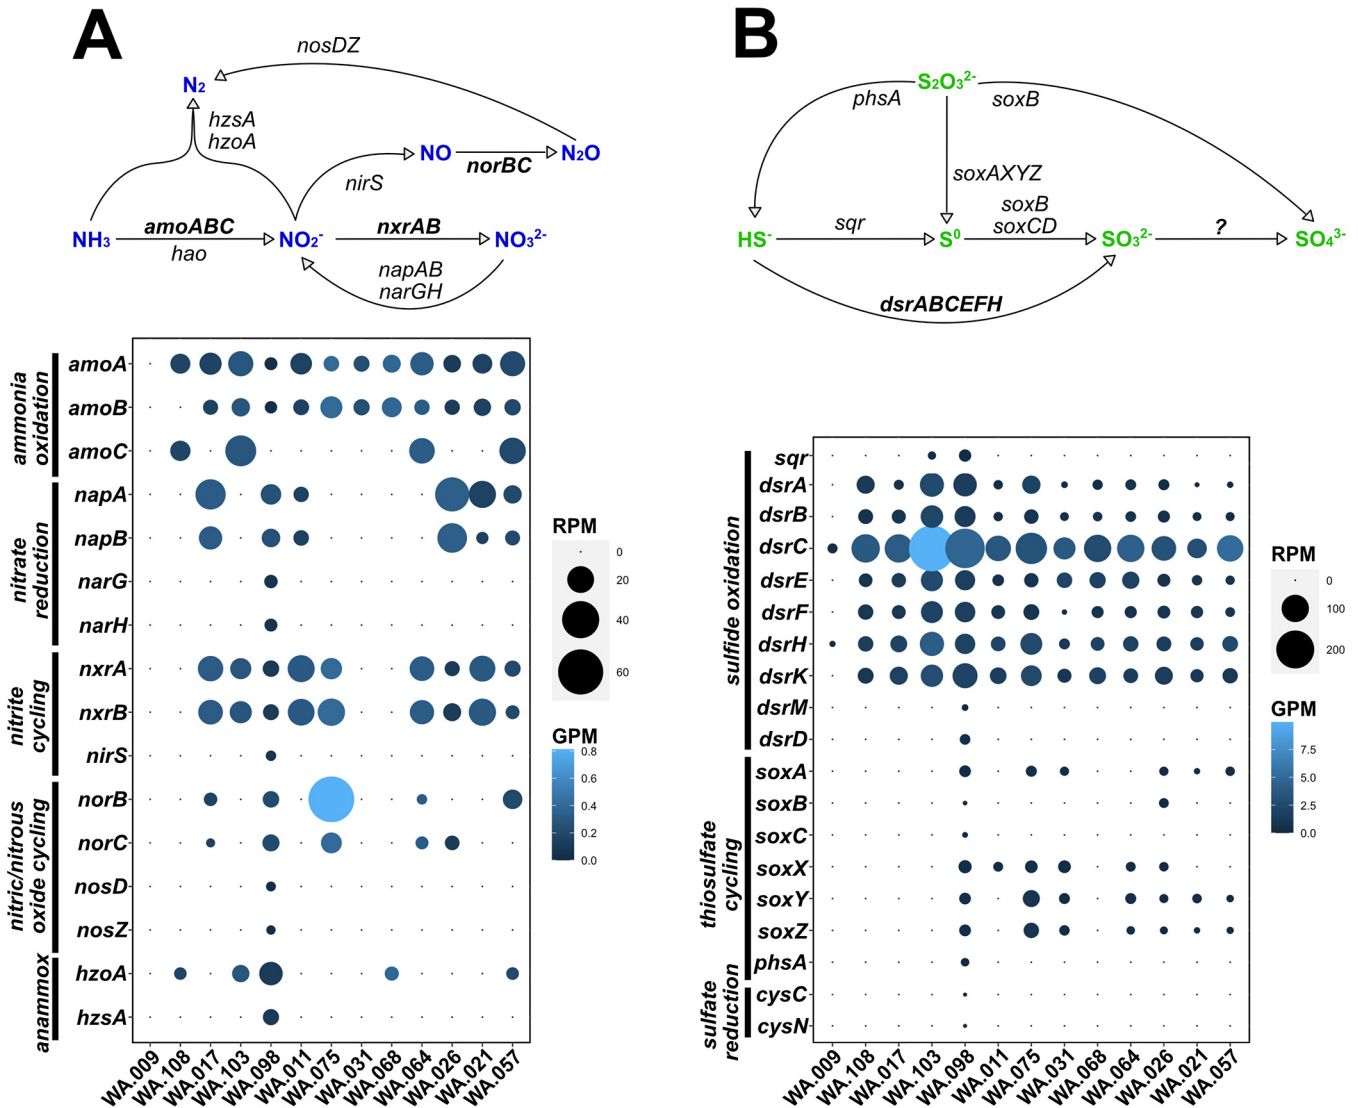 A
nosDZ
N2
hzsA
hzoA
NO
norBC
N2O
nirS
NH3
amoABC
hao
NO2-
nxrAB
NO32-
napAB
narGH
ammonia
oxidation
nitrate
reduction
nitrite
cycling
nitric/nitrous
oxide cycling
anammox
amoA
amoB
amoC
napA
napB
narG
narH
nxrA
nxrB
nirS
norB
norC
nosD
nosZ
hzoA
hzsA
WA.009
WA.108
WA.017
WA.103
WA.098
WA.011
WA.075
WA.031
WA.068
WA.064
WA.026
WA.021
WA.057
RPM
0
20
40
60
GPM
0.8
0.6
0.4
0.2
0.0
B
S2O32-
phsA
soxB
soxAXYZ
HS-
sqr
S0
soxB
soxCD
SO32-
?
SO43-
dsrABCEFH
sulfide oxidation
thiosulfate
cycling
sulfate
reduction
sqr
dsrA
dsrB
dsrC
dsrE
dsrF
dsrH
dsrK
dsrM
dsrD
soxA
soxB
soxC
soxX
soxY
soxZ
phsA
cysC
cysN
WA.009
WA.108
WA.017
WA.103
WA.098
WA.011
WA.075
WA.031
WA.068
WA.064
WA.026
WA.021
WA.057
RPM
0
100
200
GPM
7.5
5.0
2.5
0.0